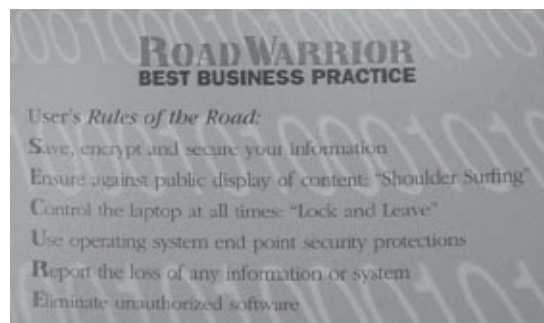 ROAD WARRIOR
BEST BUSINESS PRACTICE
User's Rules of the Road:
Save, encrypt and secure your information
Ensure against public display of content: "Shoulder Surfing"
Control the laptop at all times: "Lock and Leave"
Use operating system end point security protections
Report the loss of any information or system
Eliminate unauthorized software